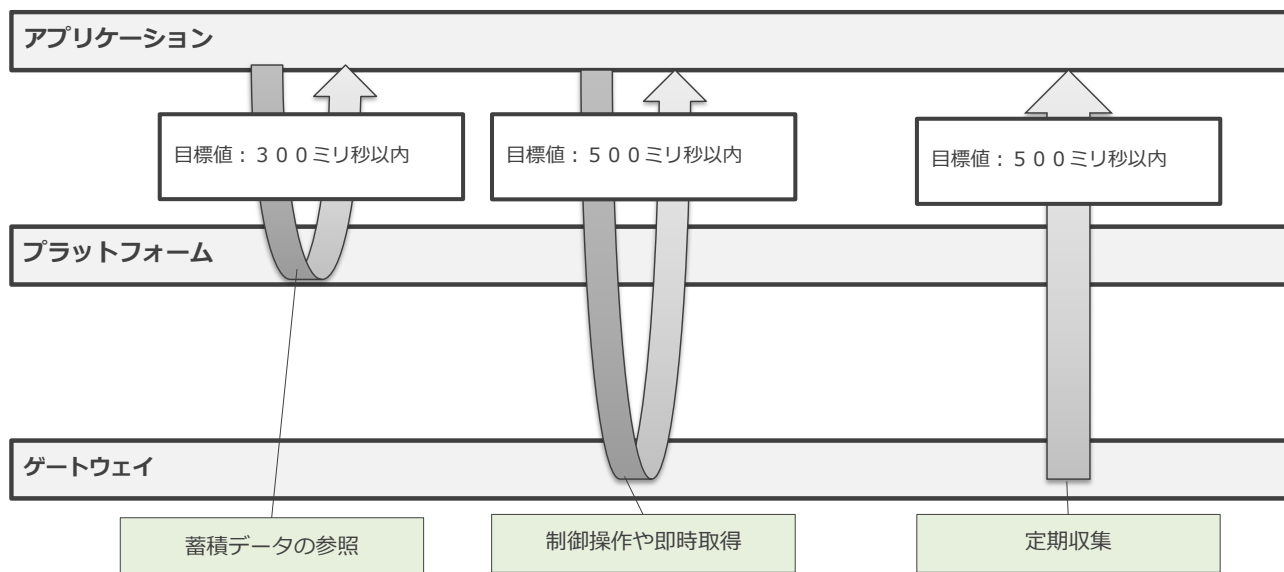 アプリケーション
目標値：３００ミリ秒以内
目標値：５００ミリ秒以内
目標値：５００ミリ秒以内
プラットフォーム
ゲートウェイ
蓄積データの参照
制御操作や即時取得
定期収集